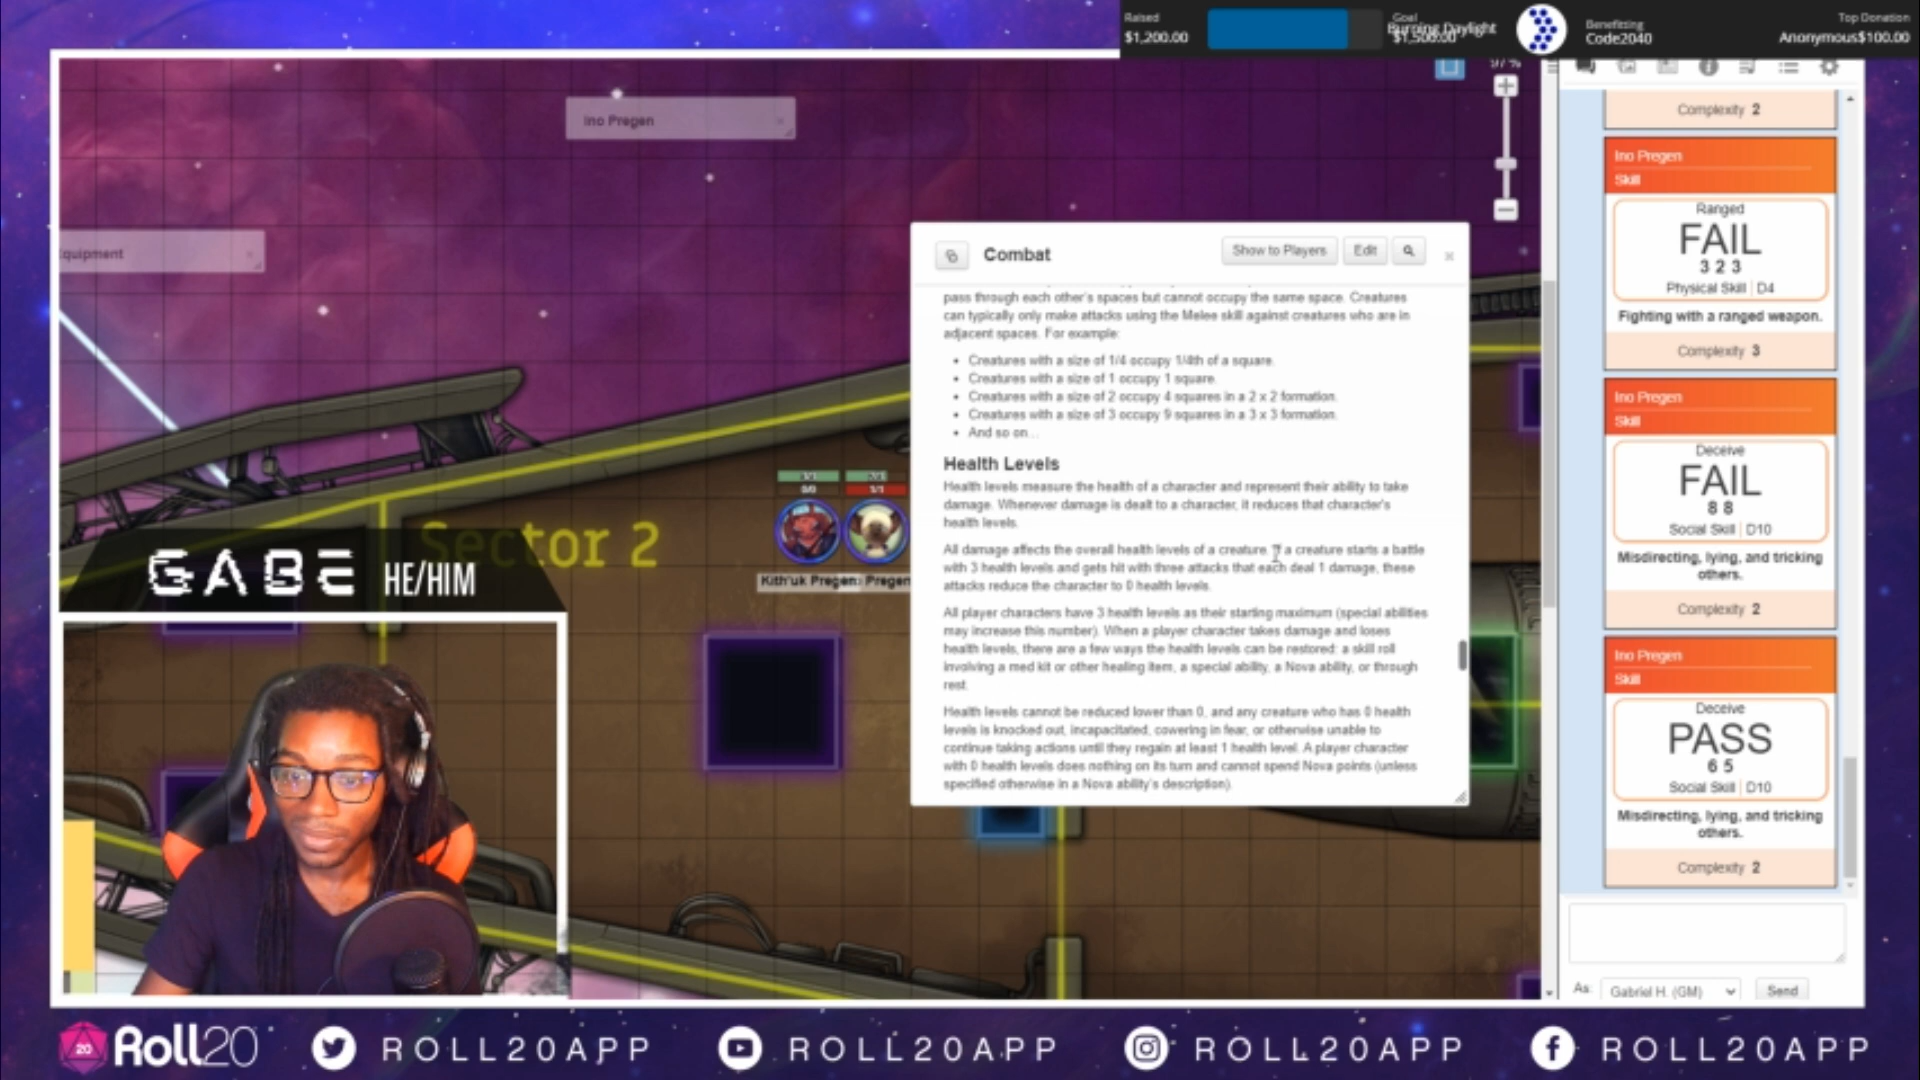 Raised
$1,200.00
Goal
$1,500.00
Burning Daylight
Benefitting
Code2040
Top Donation
Anonymous$100.00
97%
Ino Pregen
Equipment
Sector 2
Kith'uk Pregen
Pregen
GABE HE/HIM
Combat
Show to Players
Edit
pass through each other's spaces but cannot occupy the same space. Creatures
can typically only make attacks using the Melee skill against creatures who are in
adjacent spaces. For example:
• Creatures with a size of 1/4 occupy 1/4th of a square.
• Creatures with a size of 1 occupy 1 square.
• Creatures with a size of 2 occupy 4 squares in a 2 x 2 formation.
• Creatures with a size of 3 occupy 9 squares in a 3 x 3 formation.
• And so on...
Health Levels
Health levels measure the health of a character and represent their ability to take
damage. Whenever damage is dealt to a character, it reduces that character's
health levels.
All damage affects the overall health levels of a creature. If a creature starts a battle
with 3 health levels and gets hit with three attacks that each deal 1 damage, these
attacks reduce the character to 0 health levels.
All player characters have 3 health levels as their starting maximum (special abilities
may increase this number). When a player character takes damage and loses
health levels, there are a few ways the health levels can be restored: a skill roll
involving a med kit or other healing item, a special ability, a Nova ability, or through
rest.
Health levels cannot be reduced lower than 0, and any creature who has 0 health
levels is knocked out, incapacitated, cowering in fear, or otherwise unable to
continue taking actions until they regain at least 1 health level. A player character
with 0 health levels does nothing on its turn and cannot spend Nova points (unless
specified otherwise in a Nova ability's description).
Complexity 2
Ino Pregen
Skill
Ranged
FAIL
3 2 3
Physical Skill | D4
Fighting with a ranged weapon.
Complexity 3
Ino Pregen
Skill
Deceive
FAIL
8 8
Social Skill | D10
Misdirecting, lying, and tricking
others.
Complexity 2
Ino Pregen
Skill
Deceive
PASS
6 5
Social Skill | D10
Misdirecting, lying, and tricking
others.
Complexity 2
As: Gabriel H. (GM)
Send
20 Roll20
ROLL20APP
ROLL20APP
ROLL20APP
ROLL20APP